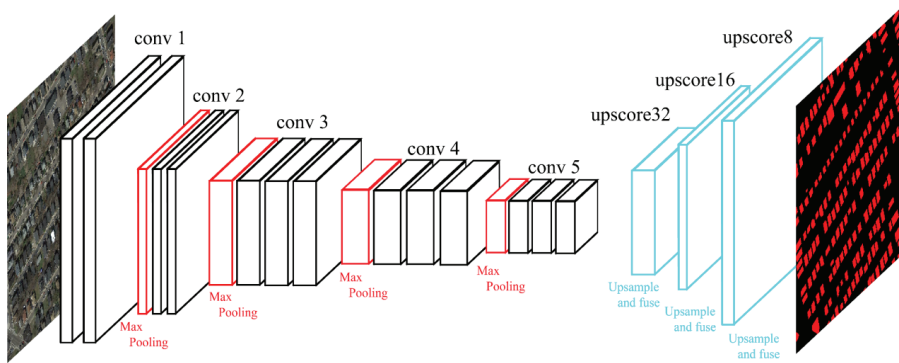 conv 1
conv 2
conv 3
conv 4
conv 5
upscore32
upscore16
upscore8
Max
Pooling
Max
Pooling
Max
Pooling
Max
Pooling
Upsample
and fuse
Upsample
and fuse
Upsample
and fuse